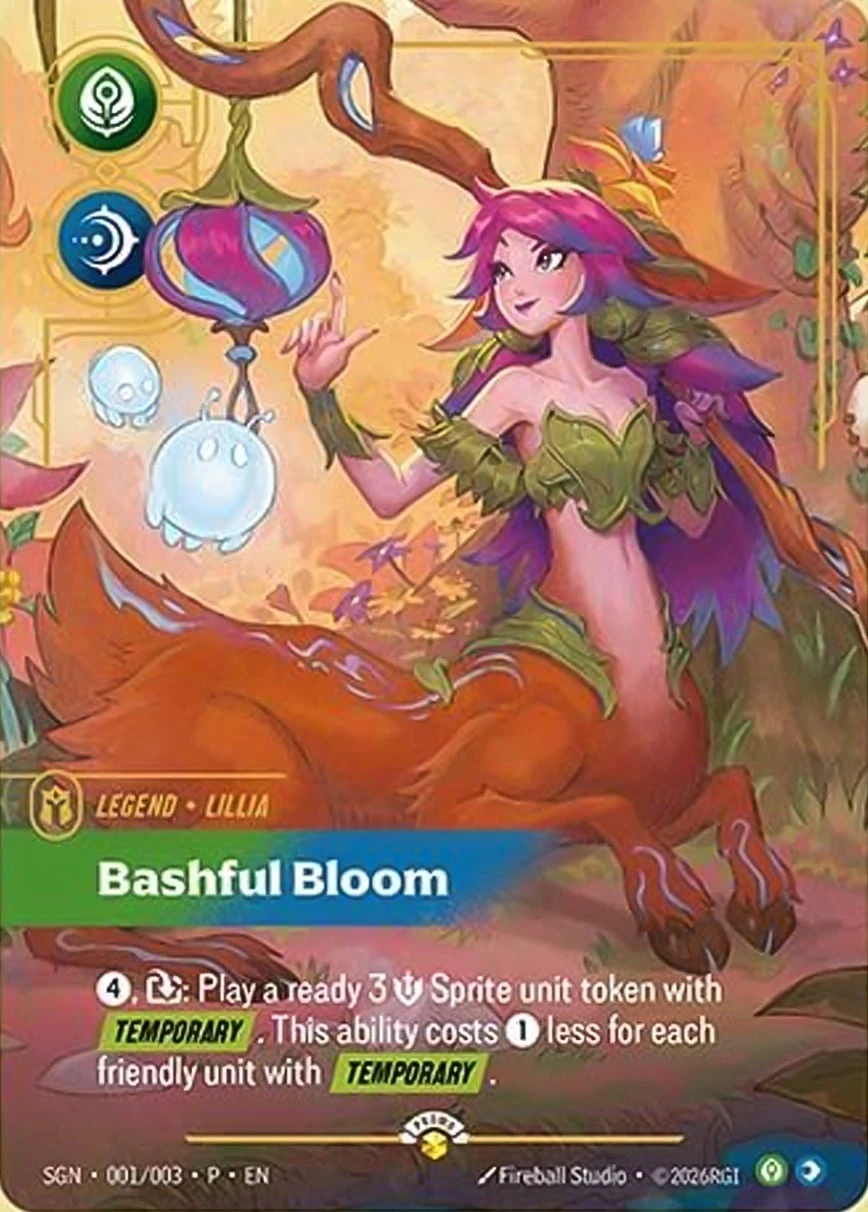 LEGEND • LILLIA
Bashful Bloom
4, : Play a ready 3 Sprite unit token with
TEMPORARY. This ability costs 1 less for each
friendly unit with TEMPORARY.
PROMO
SGN • 001/003 • P • EN
Fireball Studio • ©2026RGI